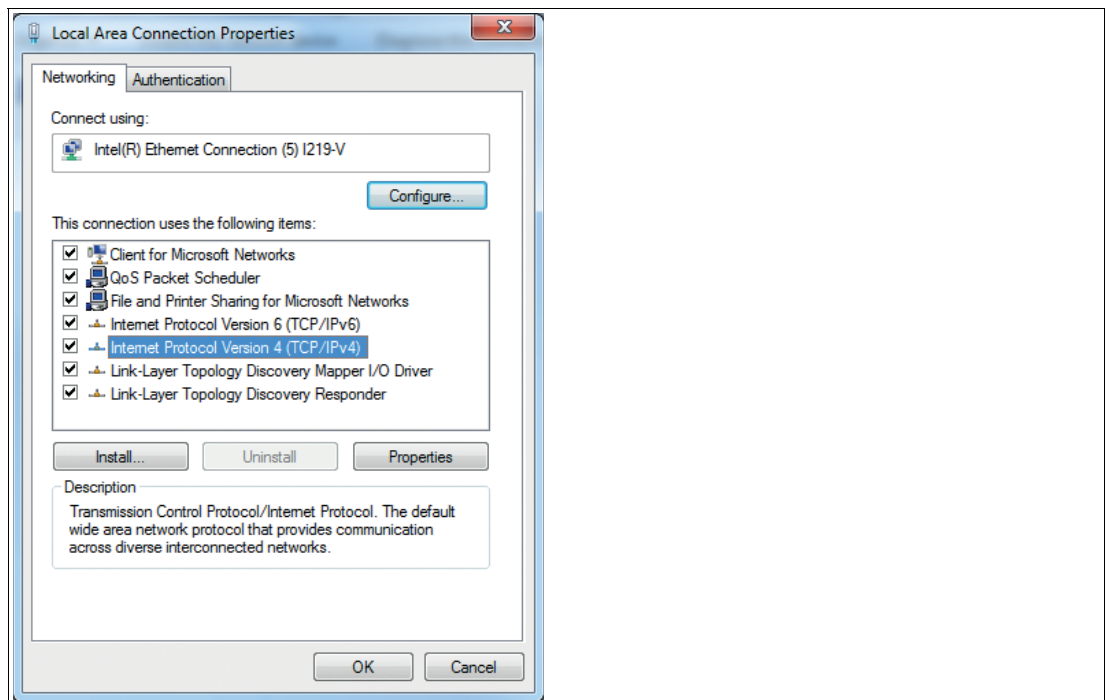 Local Area Connection Properties
Networking
Authentication
Connect using:
Intel(R) Ethernet Connection (5) I219-V
Configure...
This connection uses the following items:
Client for Microsoft Networks
QoS Packet Scheduler
File and Printer Sharing for Microsoft Networks
Internet Protocol Version 6 (TCP/IPv6)
Internet Protocol Version 4 (TCP/IPv4)
Link-Layer Topology Discovery Mapper I/O Driver
Link-Layer Topology Discovery Responder
Install...
Uninstall
Properties
Description
Transmission Control Protocol/Internet Protocol. The default
wide area network protocol that provides communication
across diverse interconnected networks.
OK
Cancel